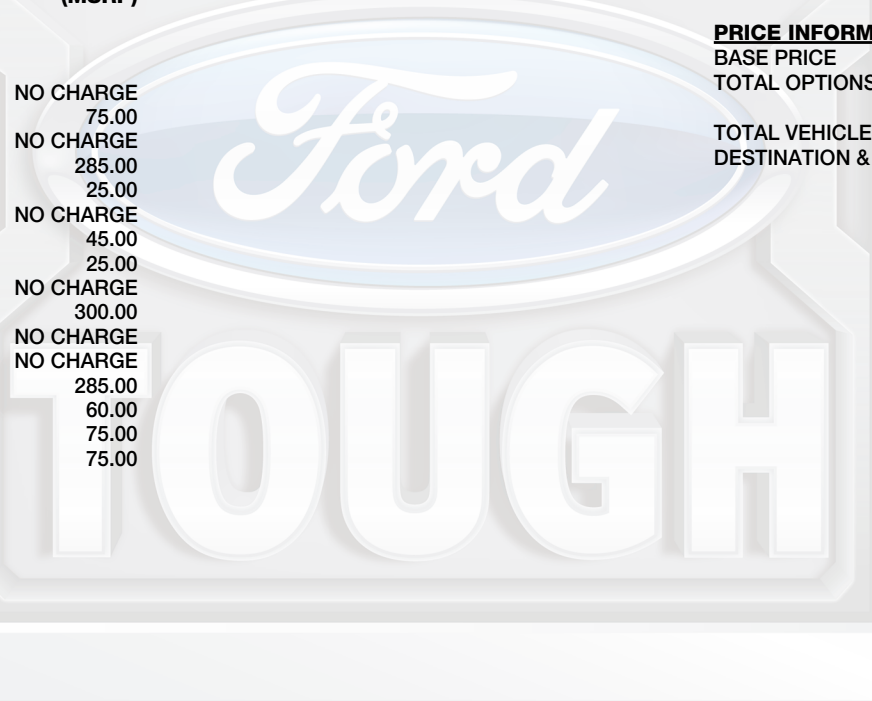 (MSRP)
NO CHARGE
75.00
NO CHARGE
285.00
25.00
NO CHARGE
45.00
25.00
NO CHARGE
300.00
NO CHARGE
NO CHARGE
285.00
60.00
75.00
75.00
PRICE INFORM
BASE PRICE
TOTAL OPTIONS
TOTAL VEHICLE
DESTINATION &
Ford
TOUGH